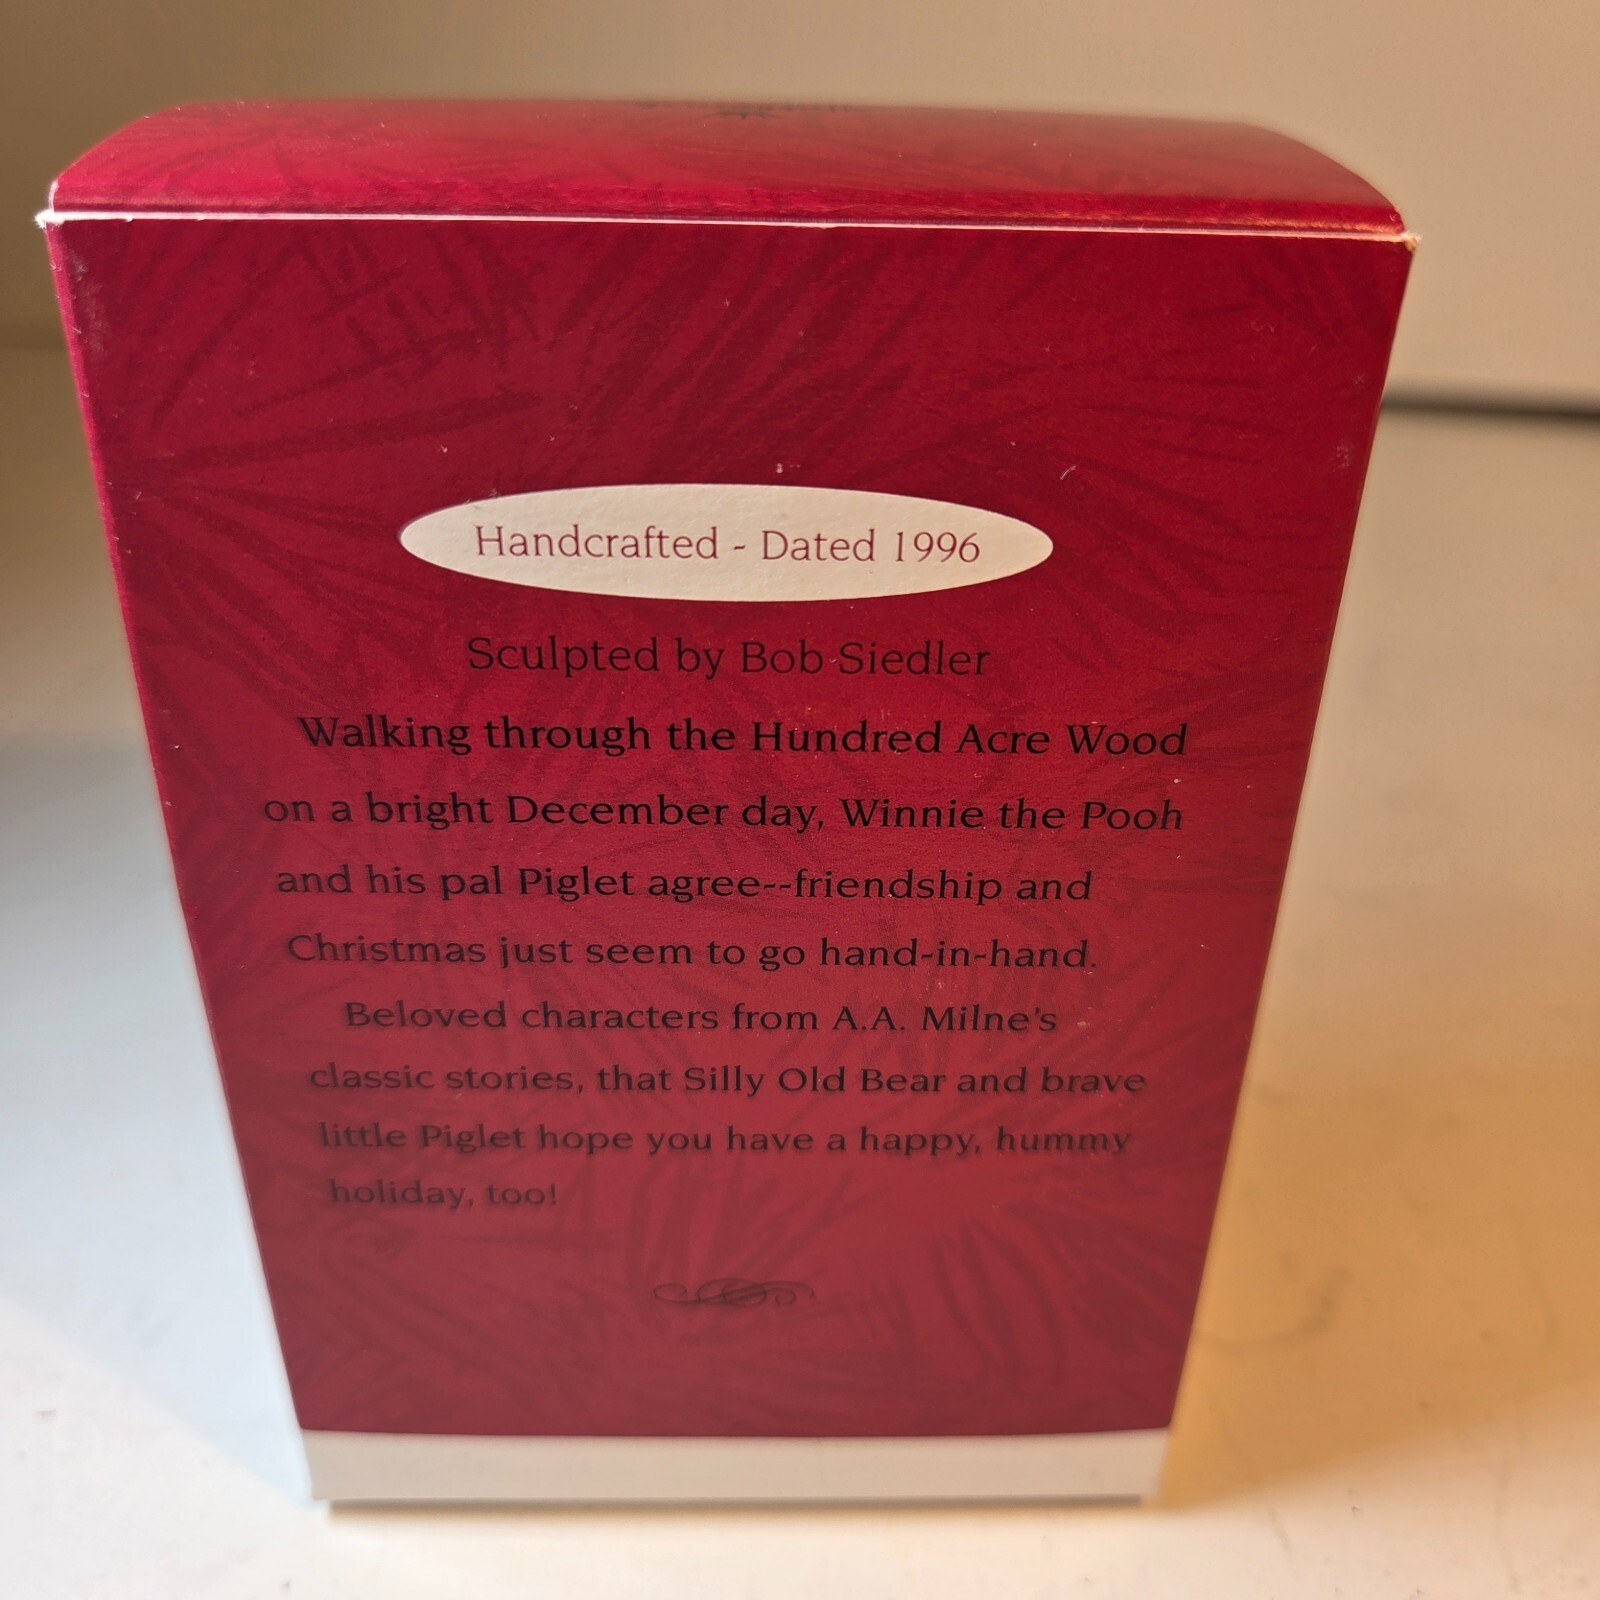 Handcrafted - Dated 1996
Sculpted by Bob Siedler
Walking through the Hundred Acre Wood
on a bright December day, Winnie the Pooh
and his pal Piglet agree--friendship and
Christmas just seem to go hand-in-hand.
Beloved characters from A.A. Milne's
classic stories, that Silly Old Bear and brave
little Piglet hope you have a happy, hummy
holiday, too!